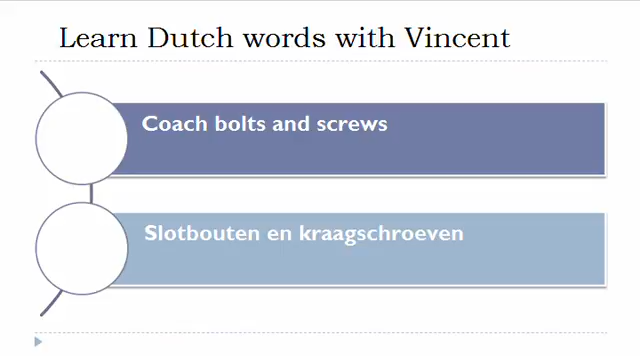 Learn Dutch words with Vincent
Coach bolts and screws
Slotbouten en kraagschroeven